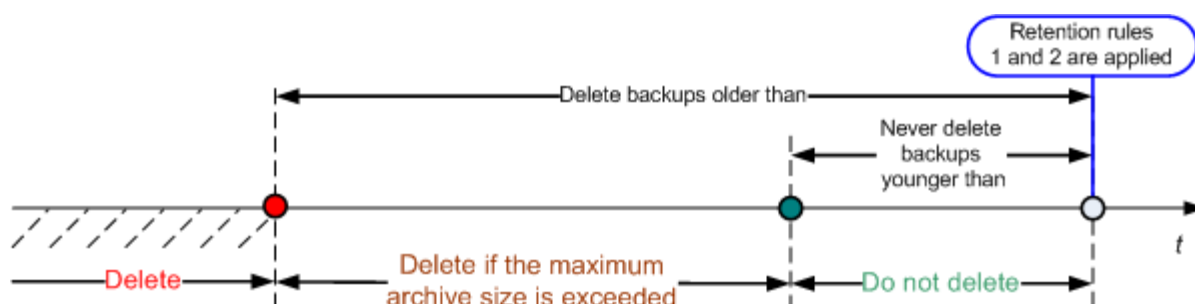 Retention rules
1 and 2 are applied
Delete backups older than
Never delete
backups
younger than
t
Delete
Delete if the maximum
archive size is exceeded
Do not delete